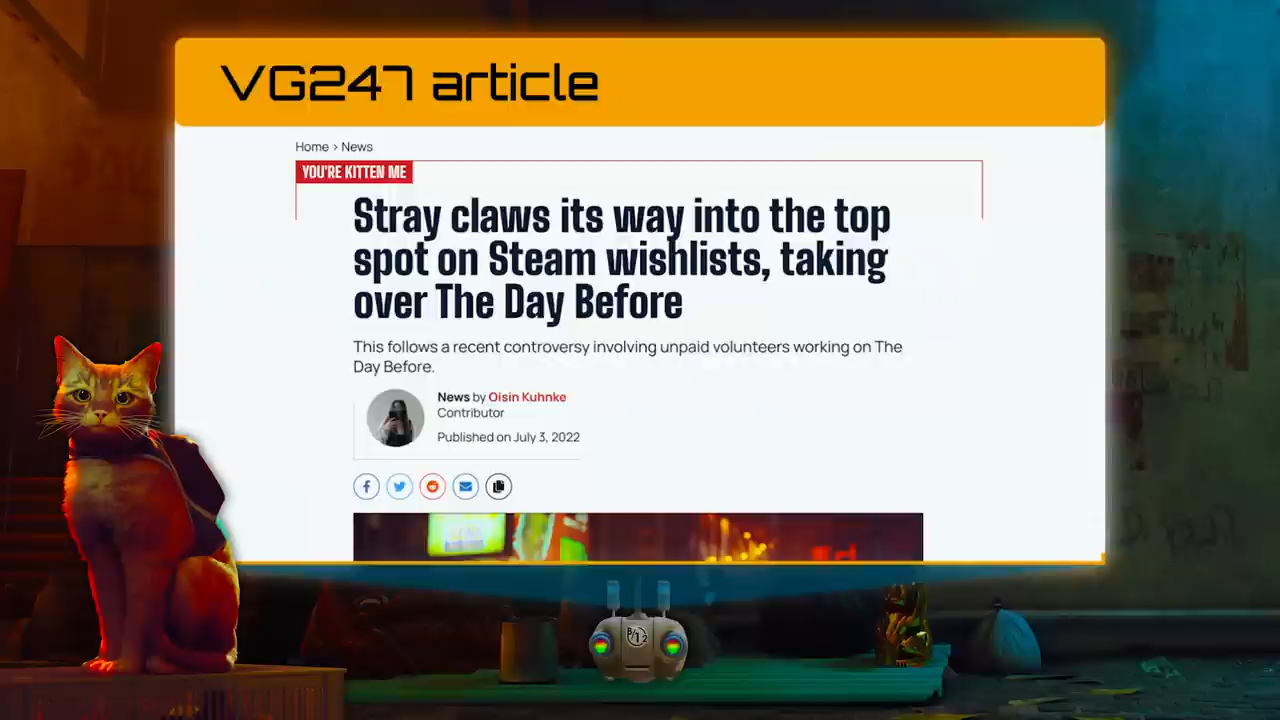 VG247 article
Home > News
YOU'RE KITTEN ME
Stray claws its way into the top
spot on Steam wishlists, taking
over The Day Before
This follows a recent controversy involving unpaid volunteers working on The
Day Before.
News by Oisin Kuhnke
Contributor
Published on July 3, 2022
B/12